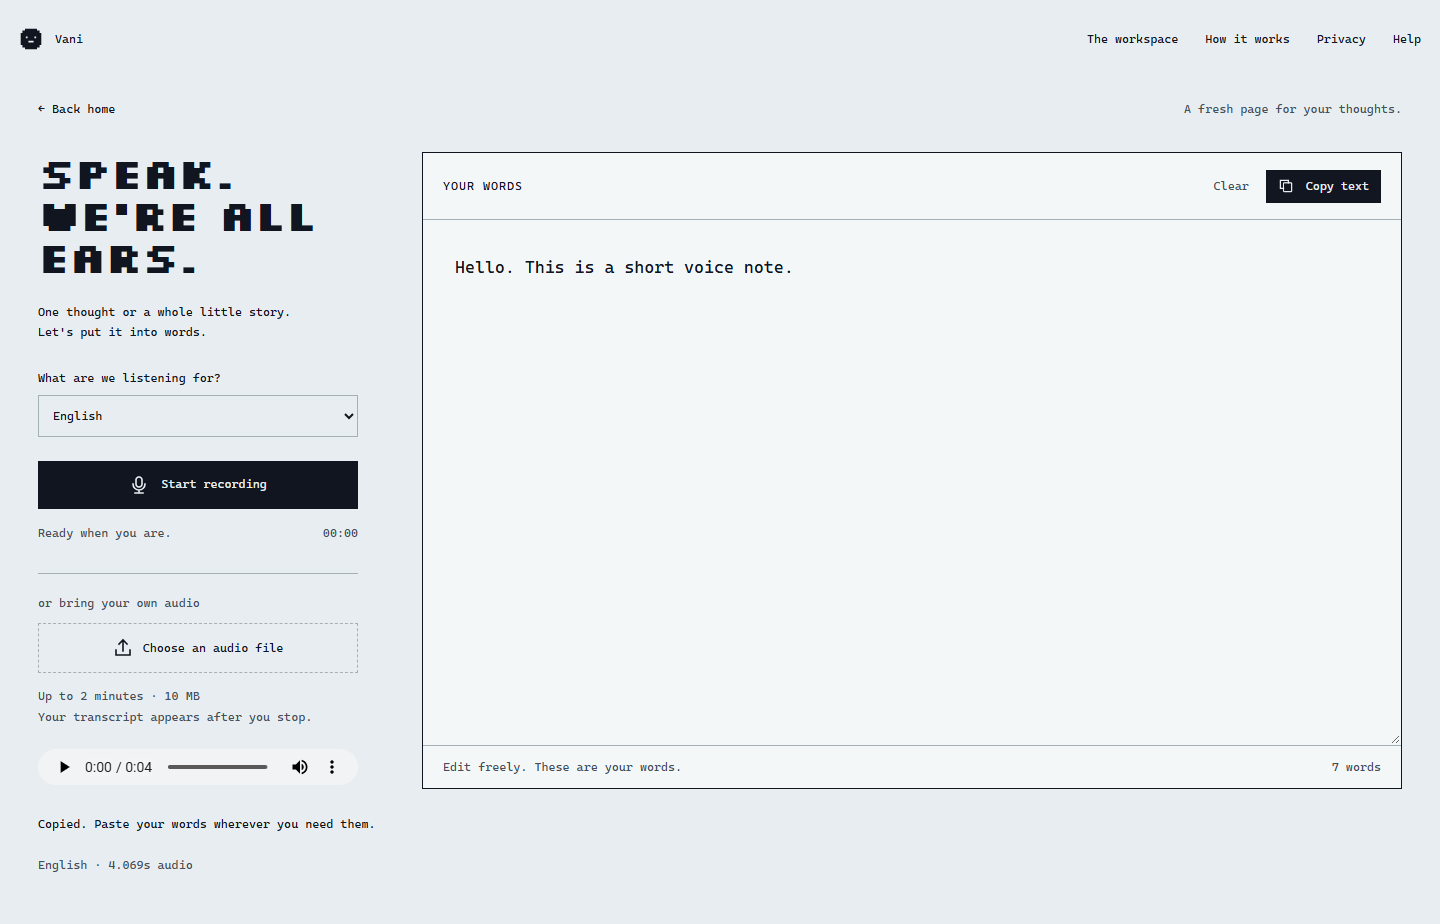 Vani
The workspace
How it works
Privacy
Help
← Back home
A fresh page for your thoughts.
SPEAK.
WE'RE ALL
EARS.
One thought or a whole little story.
Let's put it into words.
What are we listening for?
English
Start recording
Ready when you are.
00:00
or bring your own audio
Choose an audio file
Up to 2 minutes · 10 MB
Your transcript appears after you stop.
0:00 / 0:04
Copied. Paste your words wherever you need them.
English · 4.069s audio
YOUR WORDS
Clear
Copy text
Hello. This is a short voice note.
Edit freely. These are your words.
7 words